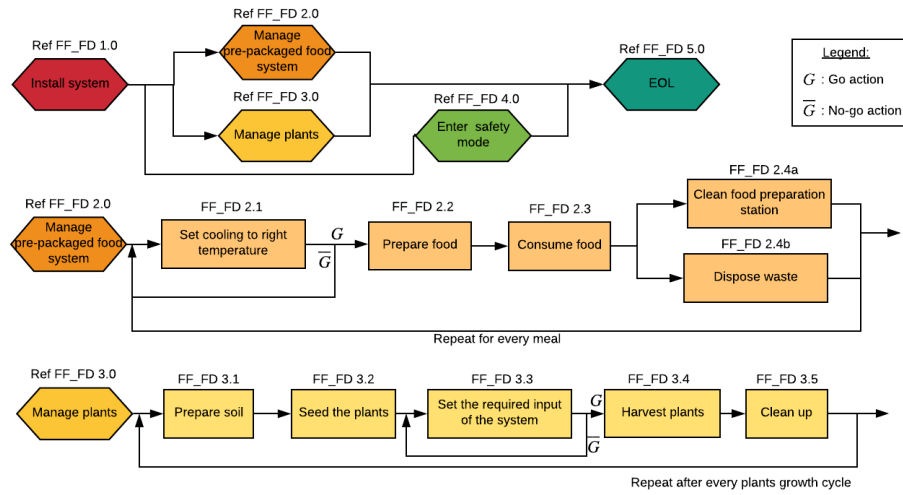 Ref FF_FD 1.0
Install system
Ref FF_FD 2.0
Manage
pre-packaged food
system
Ref FF_FD 3.0
Manage plants
Ref FF_FD 4.0
Enter safety
mode
Ref FF_FD 5.0
EOL
Legend:
G : Go action
G̅ : No-go action
Ref FF_FD 2.0
Manage
pre-packaged food
system
FF_FD 2.1
Set cooling to right
temperature
G
G̅
FF_FD 2.2
Prepare food
FF_FD 2.3
Consume food
FF_FD 2.4a
Clean food preparation
station
FF_FD 2.4b
Dispose waste
Repeat for every meal
Ref FF_FD 3.0
Manage plants
FF_FD 3.1
Prepare soil
FF_FD 3.2
Seed the plants
FF_FD 3.3
Set the required input
of the system
G
G̅
FF_FD 3.4
Harvest plants
FF_FD 3.5
Clean up
Repeat after every plants growth cycle